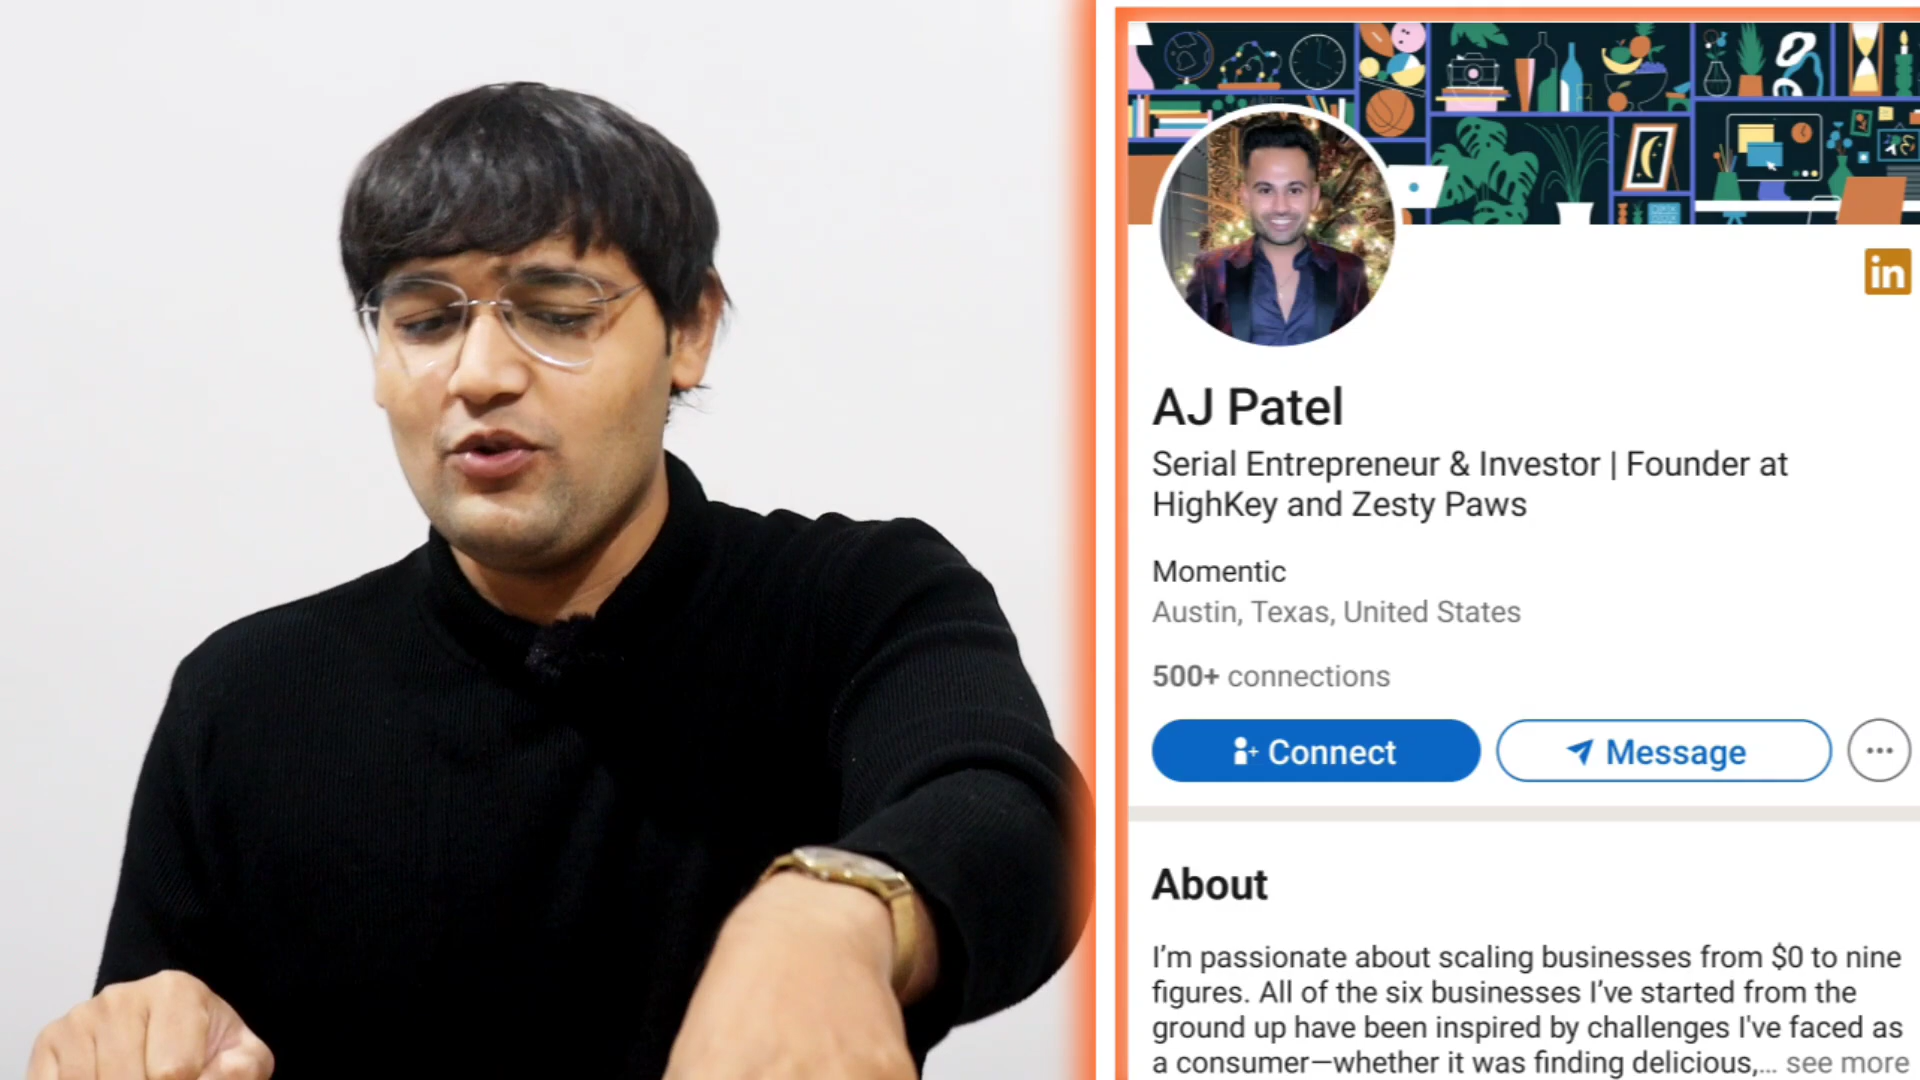 in
AJ Patel
Serial Entrepreneur & Investor | Founder at
HighKey and Zesty Paws
Momentic
Austin, Texas, United States
500+ connections
Connect
Message
About
I'm passionate about scaling businesses from $0 to nine
figures. All of the six businesses I've started from the
ground up have been inspired by challenges I've faced as
a consumer—whether it was finding delicious,... see more